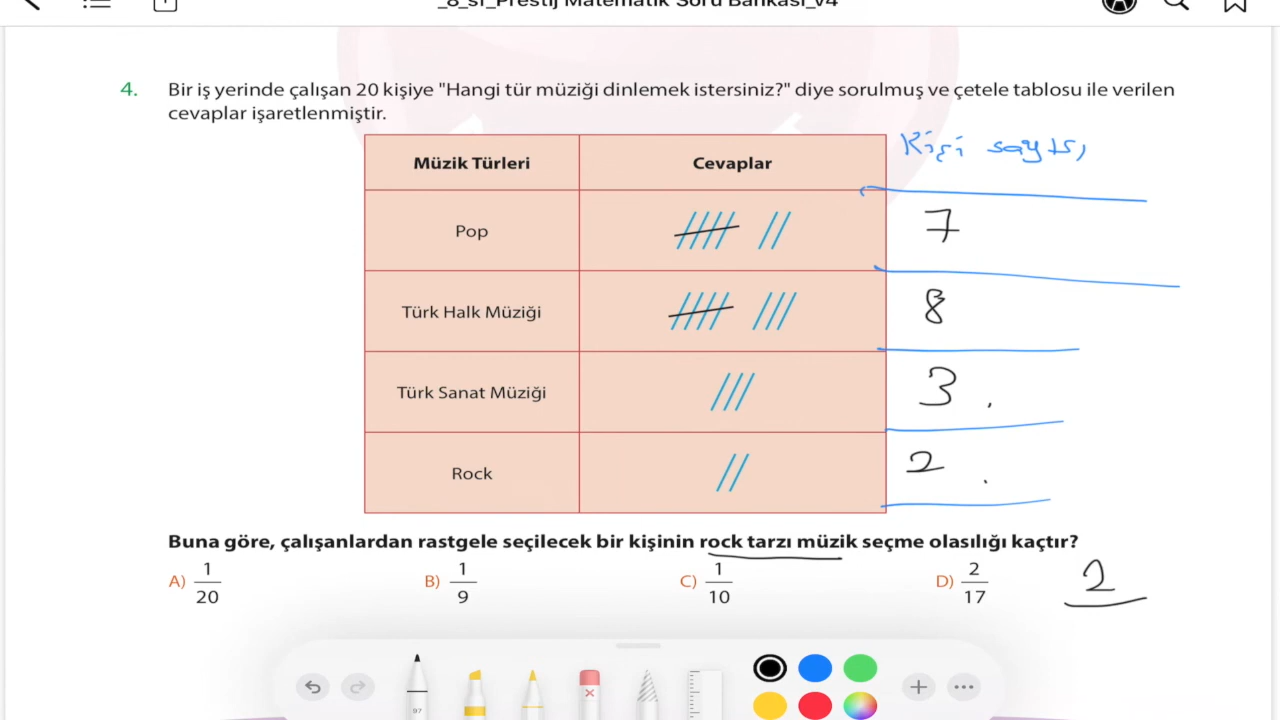 _8_sf_Prestij Matematik Soru Bankası_v4
4. Bir iş yerinde çalışan 20 kişiye "Hangi tür müziği dinlemek istersiniz?" diye sorulmuş ve çetele tablosu ile verilen
cevaplar işaretlenmiştir.
Müzik Türleri Cevaplar Kişi sayısı
Pop 7
Türk Halk Müziği 8
Türk Sanat Müziği 3
Rock 2
Buna göre, çalışanlardan rastgele seçilecek bir kişinin rock tarzı müzik seçme olasılığı kaçtır?
A) 1/20 B) 1/9 C) 1/10 D) 2/17 2
97